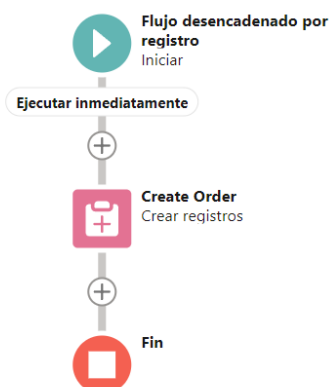 Flujo desencadenado por
registro
Iniciar
Ejecutar inmediatamente
Create Order
Crear registros
Fin